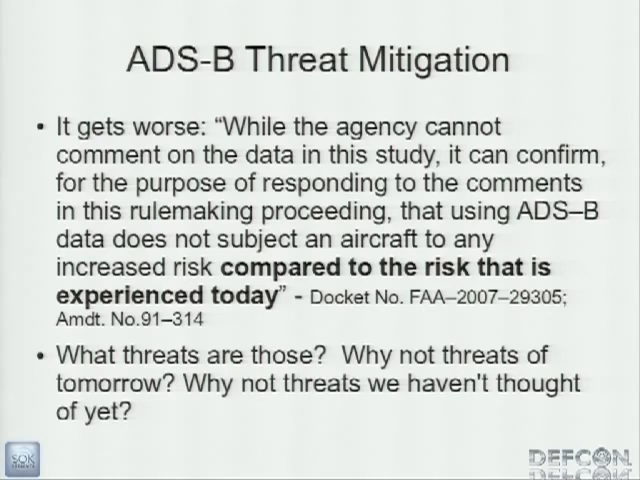 ADS-B Threat Mitigation
• It gets worse: “While the agency cannot
comment on the data in this study, it can confirm,
for the purpose of responding to the comments
in this rulemaking proceeding, that using ADS–B
data does not subject an aircraft to any
increased risk compared to the risk that is
experienced today” - Docket No. FAA–2007–29305;
Amdt. No.91–314
• What threats are those?  Why not threats of
tomorrow? Why not threats we haven't thought
of yet?
SOK
DEFCON